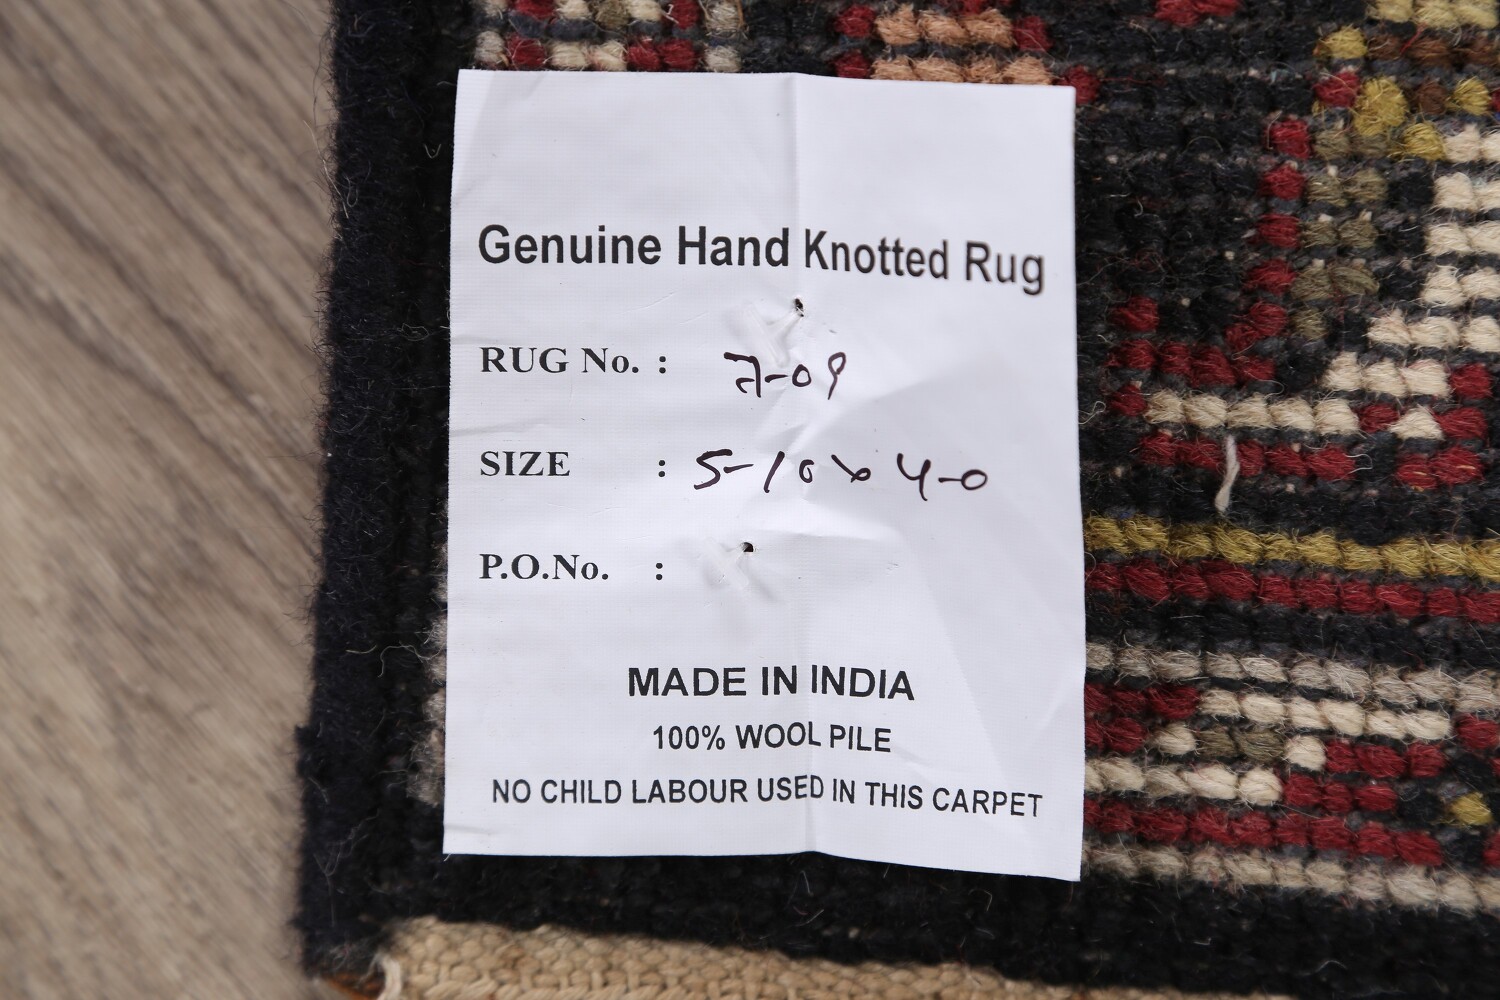 Genuine Hand Knotted Rug
RUG No. : 7-09
SIZE : 5-10 x 4-0
P.O.No. :
MADE IN INDIA
100% WOOL PILE
NO CHILD LABOUR USED IN THIS CARPET